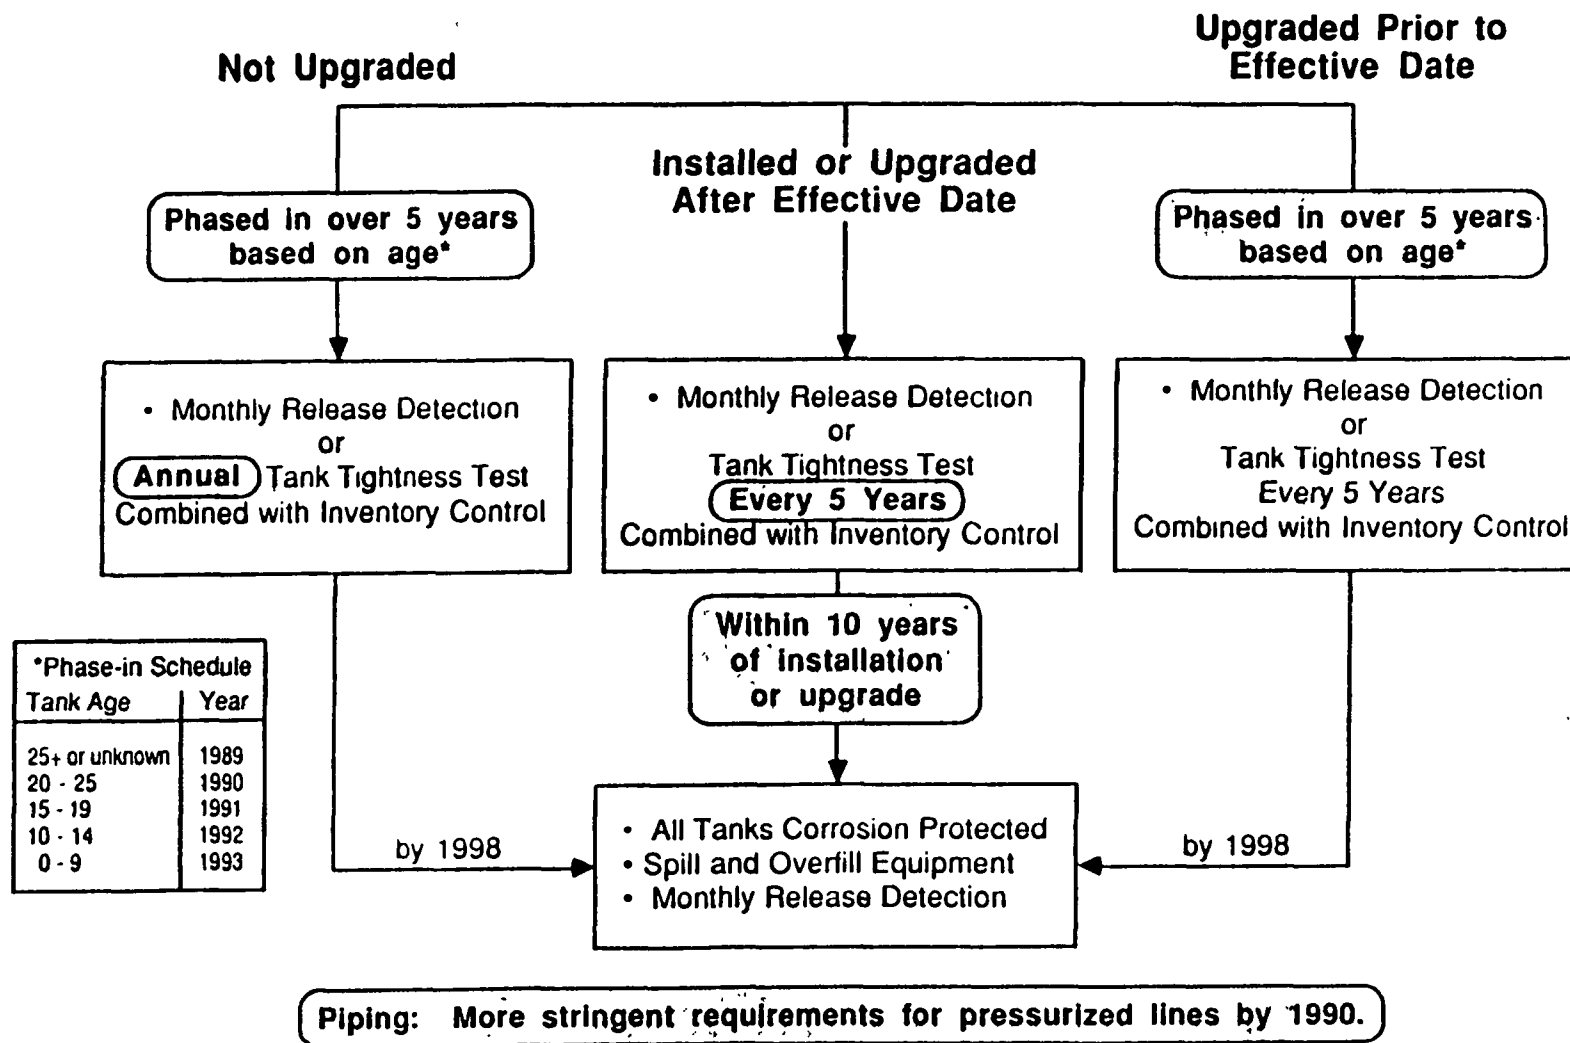 Not Upgraded
Upgraded Prior to
Effective Date
Installed or Upgraded
After Effective Date
Phased in over 5 years
based on age*
Phased in over 5 years
based on age*
• Monthly Release Detection
or
Annual Tank Tightness Test
Combined with Inventory Control
• Monthly Release Detection
or
Tank Tightness Test
Every 5 Years
Combined with Inventory Control
• Monthly Release Detection
or
Tank Tightness Test
Every 5 Years
Combined with Inventory Control
Within 10 years
of installation
or upgrade
*Phase-in Schedule
Tank Age Year
25+ or unknown 1989
20 - 25 1990
15 - 19 1991
10 - 14 1992
0 - 9 1993
by 1998
• All Tanks Corrosion Protected
• Spill and Overfill Equipment
• Monthly Release Detection
by 1998
Piping: More stringent requirements for pressurized lines by 1990.